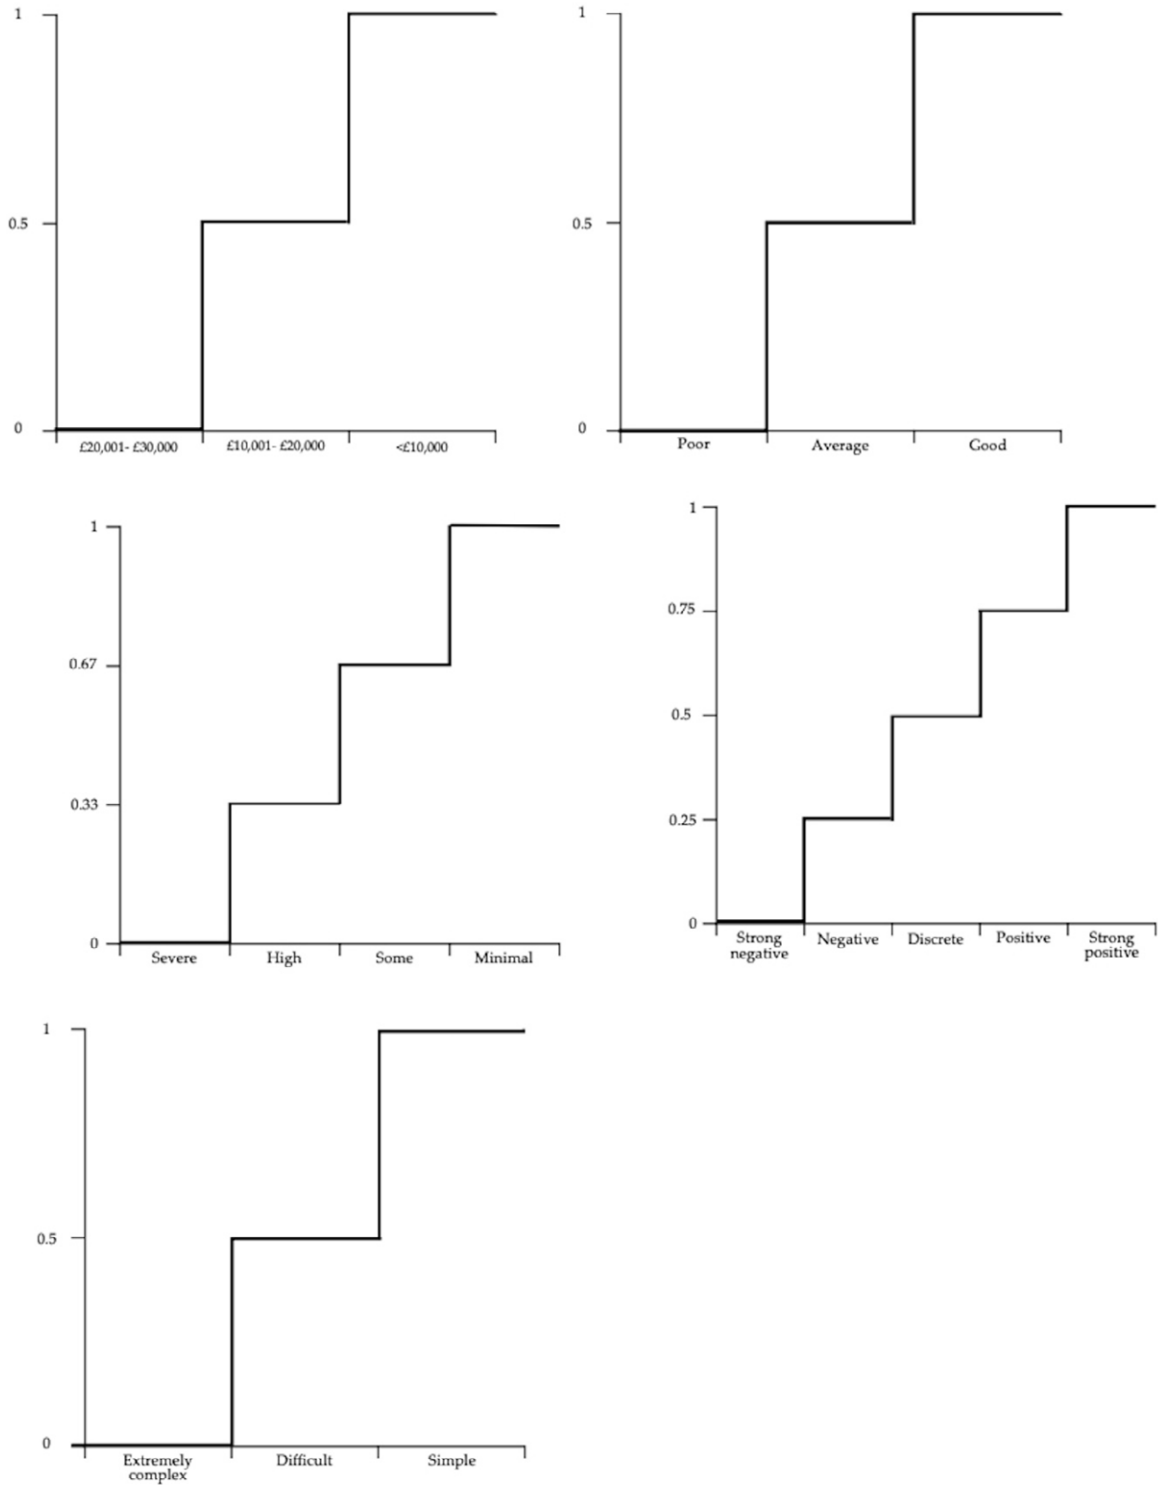 1
0.5
0
£20,001- £30,000
£10,001- £20,000
<£10,000
1
0.5
0
Poor
Average
Good
1
0.67
0.33
0
Severe
High
Some
Minimal
1
0.75
0.5
0.25
0
Strong
negative
Negative
Discrete
Positive
Strong
positive
1
0.5
0
Extremely
complex
Difficult
Simple